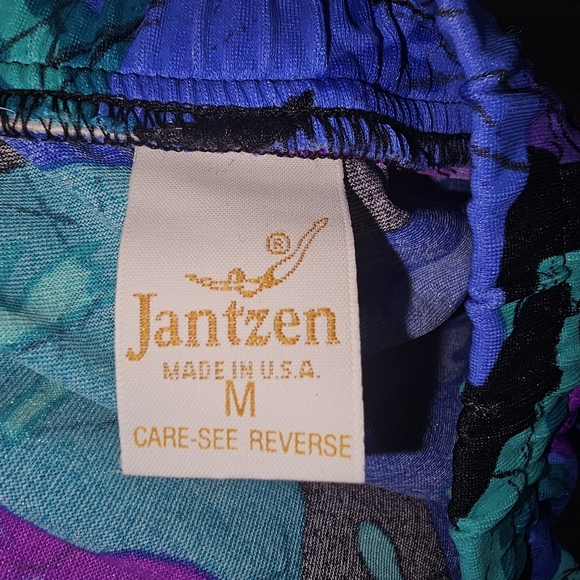 ®
Jantzen
MADE IN U.S.A.
M
CARE-SEE REVERSE